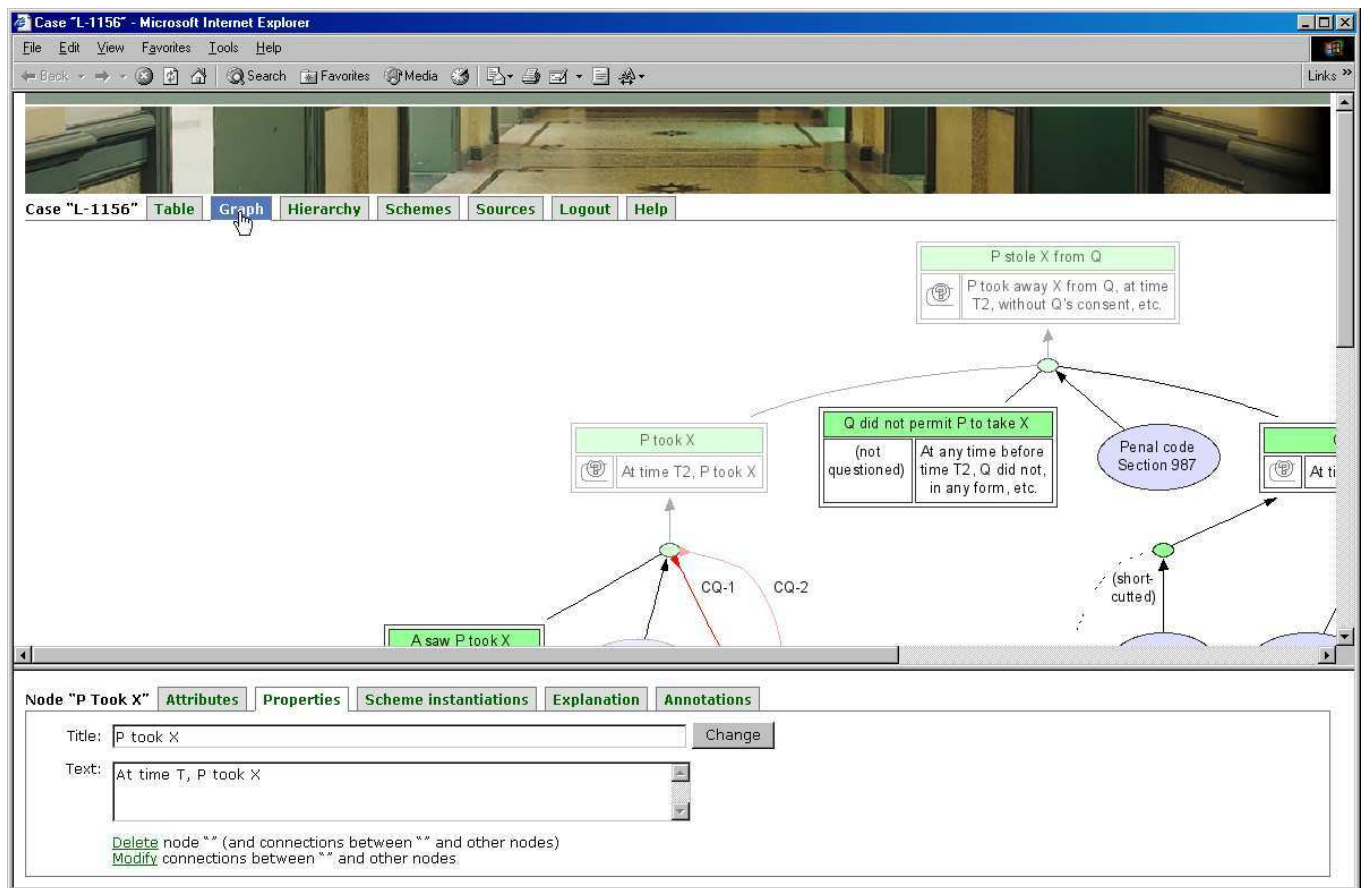 Case "L-1156" - Microsoft Internet Explorer
File Edit View Favorites Tools Help
Back Search Favorites Media Links »
Case "L-1156" Table Graph Hierarchy Schemes Sources Logout Help
P stole X from Q
P took away X from Q, at time
T2, without Q's consent, etc.
P took X
At time T2, P took X
Q did not permit P to take X
(not
questioned)
At any time before
time T2, Q did not,
in any form, etc.
Penal code
Section 987
At ti
CQ-1 CQ-2
(short-
cutted)
A saw P took X
Node "P Took X" Attributes Properties Scheme instantiations Explanation Annotations
Title: P took X Change
Text: At time T, P took X
Delete node "" (and connections between "" and other nodes)
Modify connections between "" and other nodes